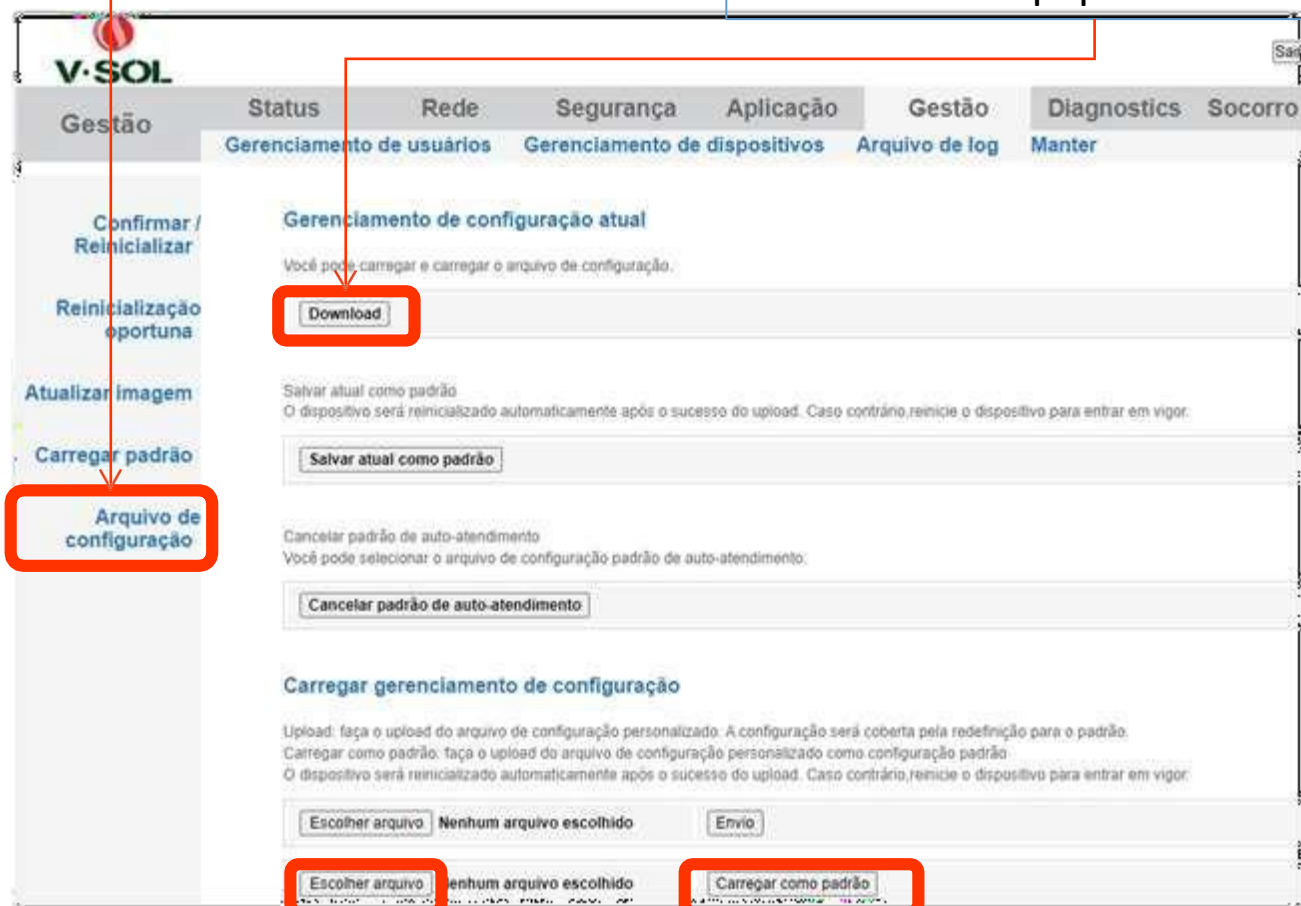 V·SOL
Gestão
Status Rede Segurança Aplicação Gestão Diagnostics Socorro
Gerenciamento de usuários Gerenciamento de dispositivos Arquivo de log Manter
Confirmar /
Reinicializar
Reinicialização
oportuna
Atualizar imagem
Carregar padrão
Arquivo de
configuração
Gerenciamento de configuração atual
Você pode carregar e carregar o arquivo de configuração.
Download
Salvar atual como padrão
O dispositivo será reinicializado automaticamente após o sucesso do upload. Caso contrário,reinicie o dispositivo para entrar em vigor.
Salvar atual como padrão
Cancelar padrão de auto-atendimento
Você pode selecionar o arquivo de configuração padrão de auto-atendimento.
Cancelar padrão de auto-atendimento
Carregar gerenciamento de configuração
Upload: faça o upload do arquivo de configuração personalizado. A configuração será coberta pela redefinição para o padrão.
Carregar como padrão: faça o upload do arquivo de configuração personalizado como configuração padrão
O dispositivo será reinicializado automaticamente após o sucesso do upload. Caso contrário,reinicie o dispositivo para entrar em vigor.
Escolher arquivo Nenhum arquivo escolhido Envio
Escolher arquivo Nenhum arquivo escolhido Carregar como padrão